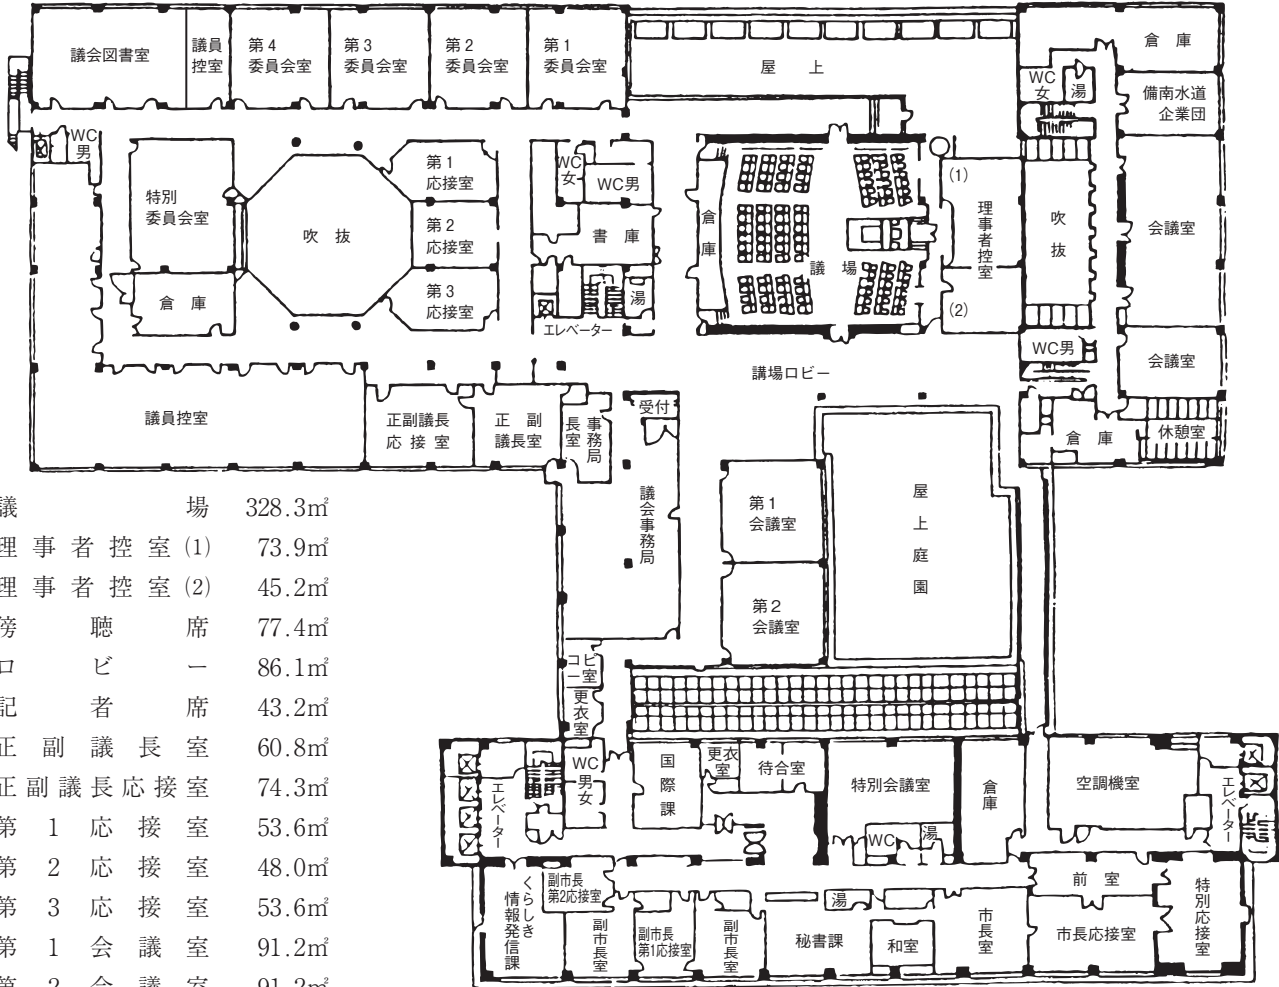 議会図書室
議員
控室
第4
委員会室
第3
委員会室
第2
委員会室
第1
委員会室
屋上
倉庫
WC
女
湯
備南水道
企業団
WC
男
特別
委員会室
吹抜
第1
応接室
第2
応接室
第3
応接室
倉庫
WC
女
WC男
書庫
湯
エレベーター
倉庫
議場
(1)
理事者控室
(2)
吹抜
会議室
WC男
会議室
講場ロビー
倉庫
休憩室
議員控室
正副議長
応接室
正副
議長室
事務局
長室
受付
議会事務局
第1
会議室
第2
会議室
屋上庭園
コピ
ー室
更衣室
議場 328.3㎡
理事者控室(1) 73.9㎡
理事者控室(2) 45.2㎡
傍聴席 77.4㎡
ロビー 86.1㎡
記者席 43.2㎡
正副議長室 60.8㎡
正副議長応接室 74.3㎡
第1応接室 53.6㎡
第2応接室 48.0㎡
第3応接室 53.6㎡
第1会議室 91.2㎡
第2会議室 91.2㎡
エレベーター
WC
男女
国際課
更衣
室
待合室
特別会議室
WC
湯
倉庫
空調機室
エレベーター
くらしき
情報発信課
副市長
第2応接室
副市長室
副市長
第1応接室
副市長室
秘書課
湯
和室
市長室
前室
市長応接室
特別応接室